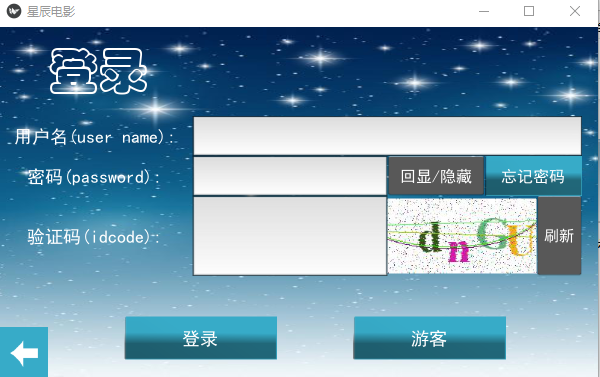 星辰电影
登录
用户名(user name):
密码(password):
回显/隐藏
忘记密码
验证码(idcode):
dnGU
刷新
登录
游客